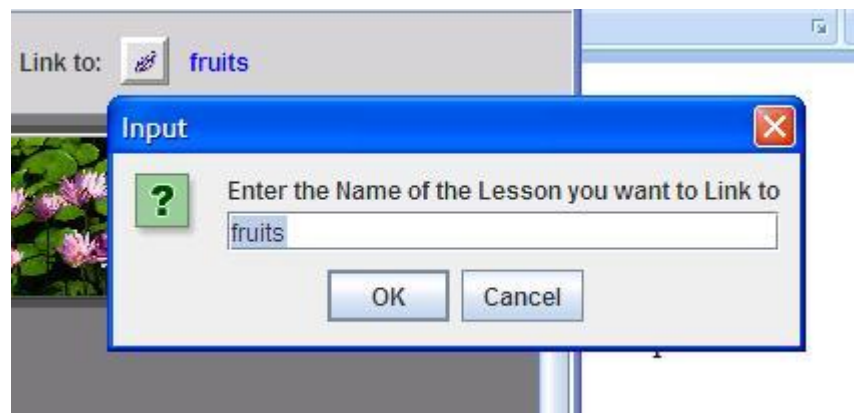 Link to: fruits
Input
?
Enter the Name of the Lesson you want to Link to
fruits
OK Cancel